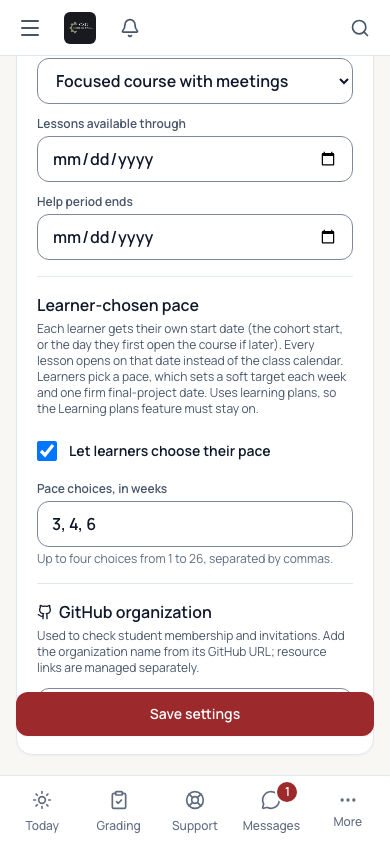 Focused course with meetings
Lessons available through
mm/dd/yyyy
Help period ends
mm/dd/yyyy
Learner-chosen pace
Each learner gets their own start date (the cohort start,
or the day they first open the course if later). Every
lesson opens on that date instead of the class calendar.
Learners pick a pace, which sets a soft target each week
and one firm final-project date. Uses learning plans, so
the Learning plans feature must stay on.
Let learners choose their pace
Pace choices, in weeks
3, 4, 6
Up to four choices from 1 to 26, separated by commas.
GitHub organization
Used to check student membership and invitations. Add
the organization name from its GitHub URL; resource
links are managed separately.
Save settings
1
Today
Grading
Support
Messages
More